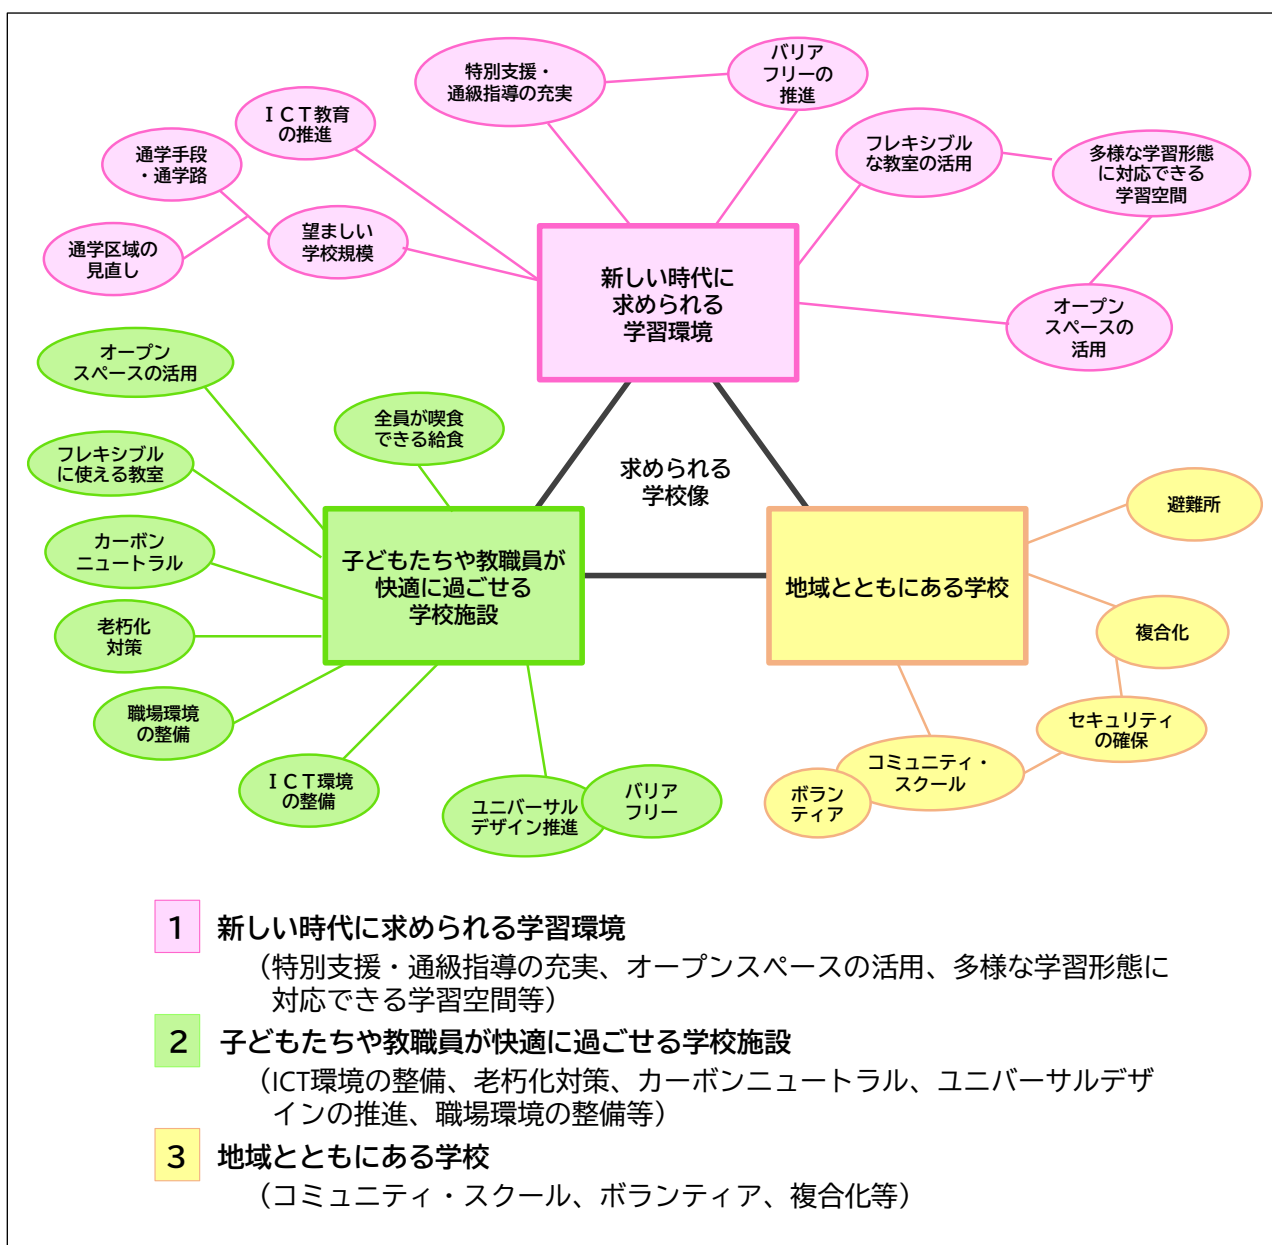 特別支援・
通級指導の充実
バリア
フリーの
推進
ＩＣＴ教育
の推進
フレキシブル
な教室の活用
多様な学習形態
に対応できる
学習空間
通学手段
・通学路
望ましい
学校規模
通学区域の
見直し
新しい時代に
求められる
学習環境
オープン
スペースの
活用
オープン
スペースの活用
全員が喫食
できる給食
フレキシブル
に使える教室
求められる
学校像
避難所
カーボン
ニュートラル
子どもたちや教職員が
快適に過ごせる
学校施設
地域とともにある学校
老朽化
対策
複合化
職場環境
の整備
セキュリティ
の確保
ＩＣＴ環境
の整備
コミュニティ・
スクール
ボラン
ティア
ユニバーサル
デザイン推進
バリア
フリー
1 新しい時代に求められる学習環境
（特別支援・通級指導の充実、オープンスペースの活用、多様な学習形態に
対応できる学習空間等）
2 子どもたちや教職員が快適に過ごせる学校施設
（ICT環境の整備、老朽化対策、カーボンニュートラル、ユニバーサルデザ
インの推進、職場環境の整備等）
3 地域とともにある学校
（コミュニティ・スクール、ボランティア、複合化等）